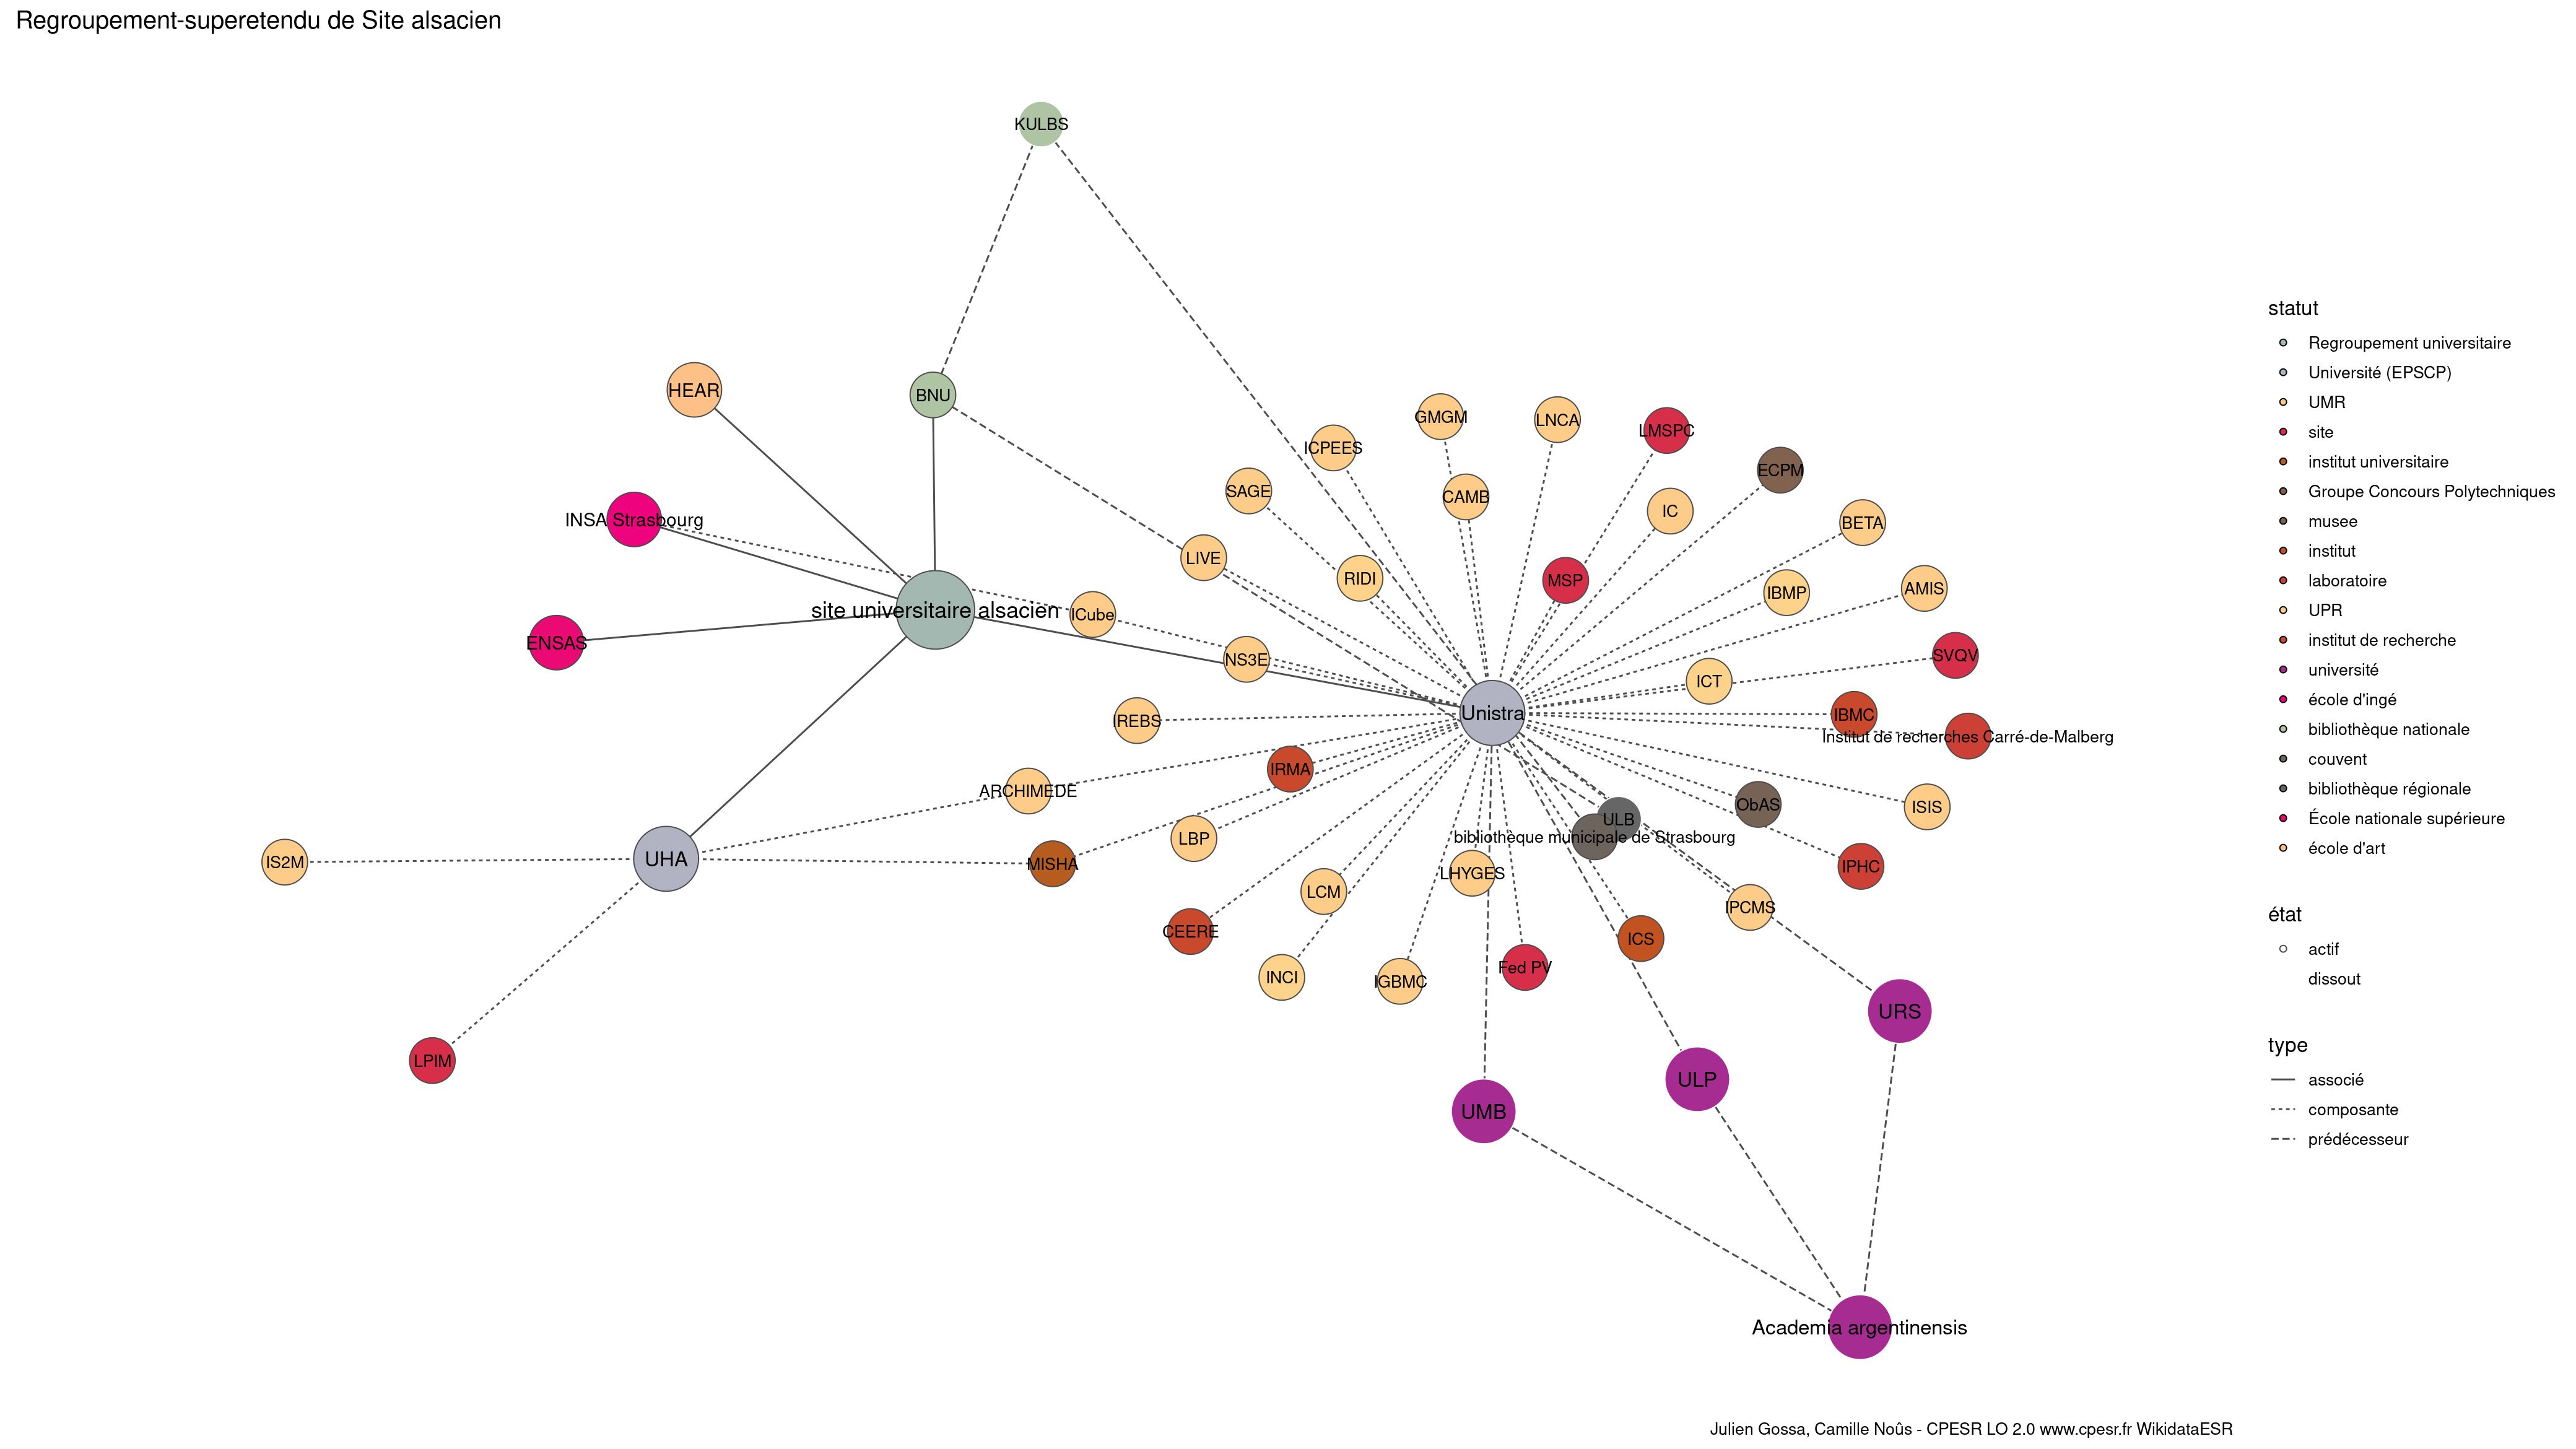 Regroupement-superetendu de Site alsacien
KULBS
HEAR
BNU
GMGM
LNCA
LMSPC
ICPEES
ECPM
SAGE
CAMB
IC
INSA Strasbourg
BETA
LIVE
RIDI
MSP
IBMP
AMIS
site universitaire alsacien
ICube
ENSAS
NS3E
SVQV
ICT
IREBS
Unistra
IBMC
Institut de recherches Carré-de-Malberg
IRMA
ARCHIMEDE
ObAS
ISIS
ULB
LBP
bibliothèque municipale de Strasbourg
IS2M
UHA
MISHA
LHYGES
IPHC
LCM
IPCMS
CEERE
ICS
Fed PV
INCI
IGBMC
URS
LPIM
ULP
UMB
Academia argentinensis
statut
Regroupement universitaire
Université (EPSCP)
UMR
site
institut universitaire
Groupe Concours Polytechniques
musee
institut
laboratoire
UPR
institut de recherche
université
école d'ingé
bibliothèque nationale
couvent
bibliothèque régionale
École nationale supérieure
école d'art
état
actif
dissout
type
associé
composante
prédécesseur
Julien Gossa, Camille Noûs - CPESR LO 2.0 www.cpesr.fr WikidataESR